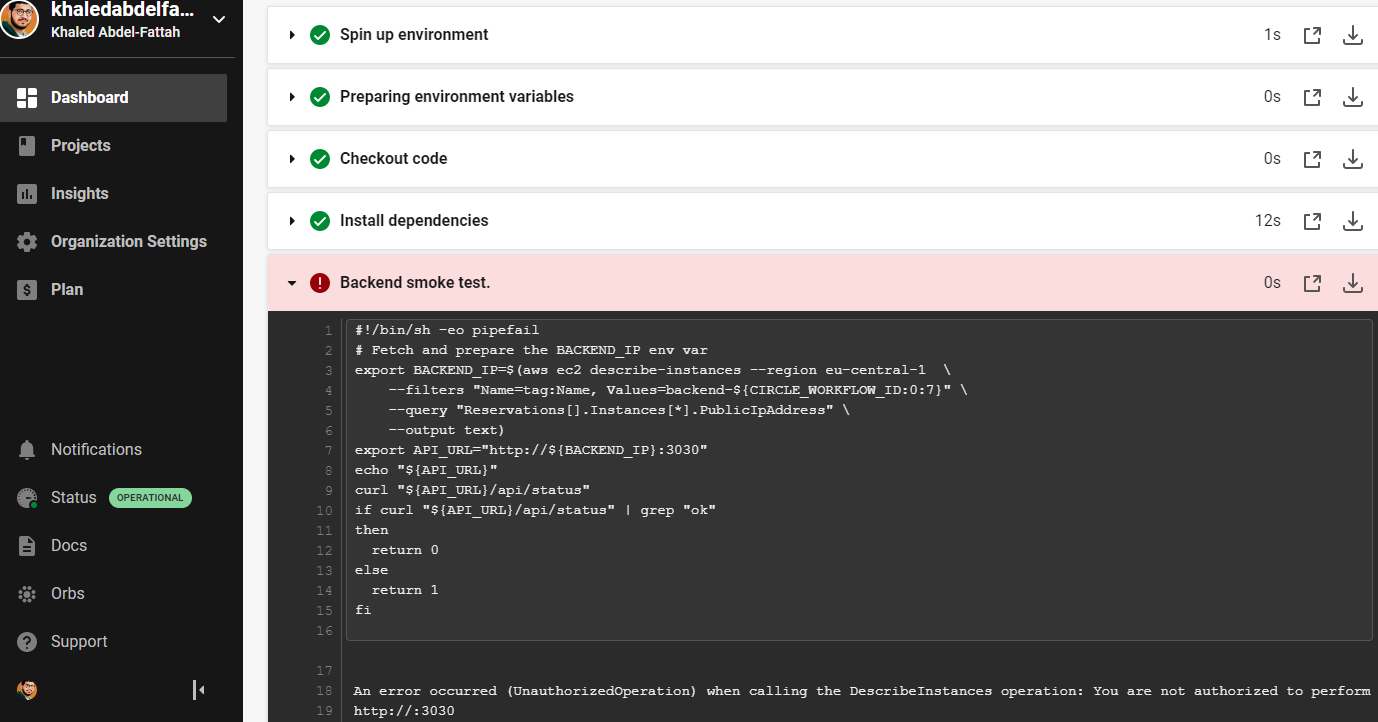 khaledabdelfa...
Khaled Abdel-Fattah
Dashboard
Projects
Insights
Organization Settings
Plan
Notifications
Status OPERATIONAL
Docs
Orbs
Support
Spin up environment 1s
Preparing environment variables 0s
Checkout code 0s
Install dependencies 12s
Backend smoke test. 0s
1 #!/bin/sh -eo pipefail
2 # Fetch and prepare the BACKEND_IP env var
3 export BACKEND_IP=$(aws ec2 describe-instances --region eu-central-1  \
4     --filters "Name=tag:Name, Values=backend-${CIRCLE_WORKFLOW_ID:0:7}" \
5     --query "Reservations[].Instances[*].PublicIpAddress" \
6     --output text)
7 export API_URL="http://${BACKEND_IP}:3030"
8 echo "${API_URL}"
9 curl "${API_URL}/api/status"
10 if curl "${API_URL}/api/status" | grep "ok"
11 then
12   return 0
13 else
14   return 1
15 fi
16
17
18 An error occurred (UnauthorizedOperation) when calling the DescribeInstances operation: You are not authorized to perform
19 http://:3030